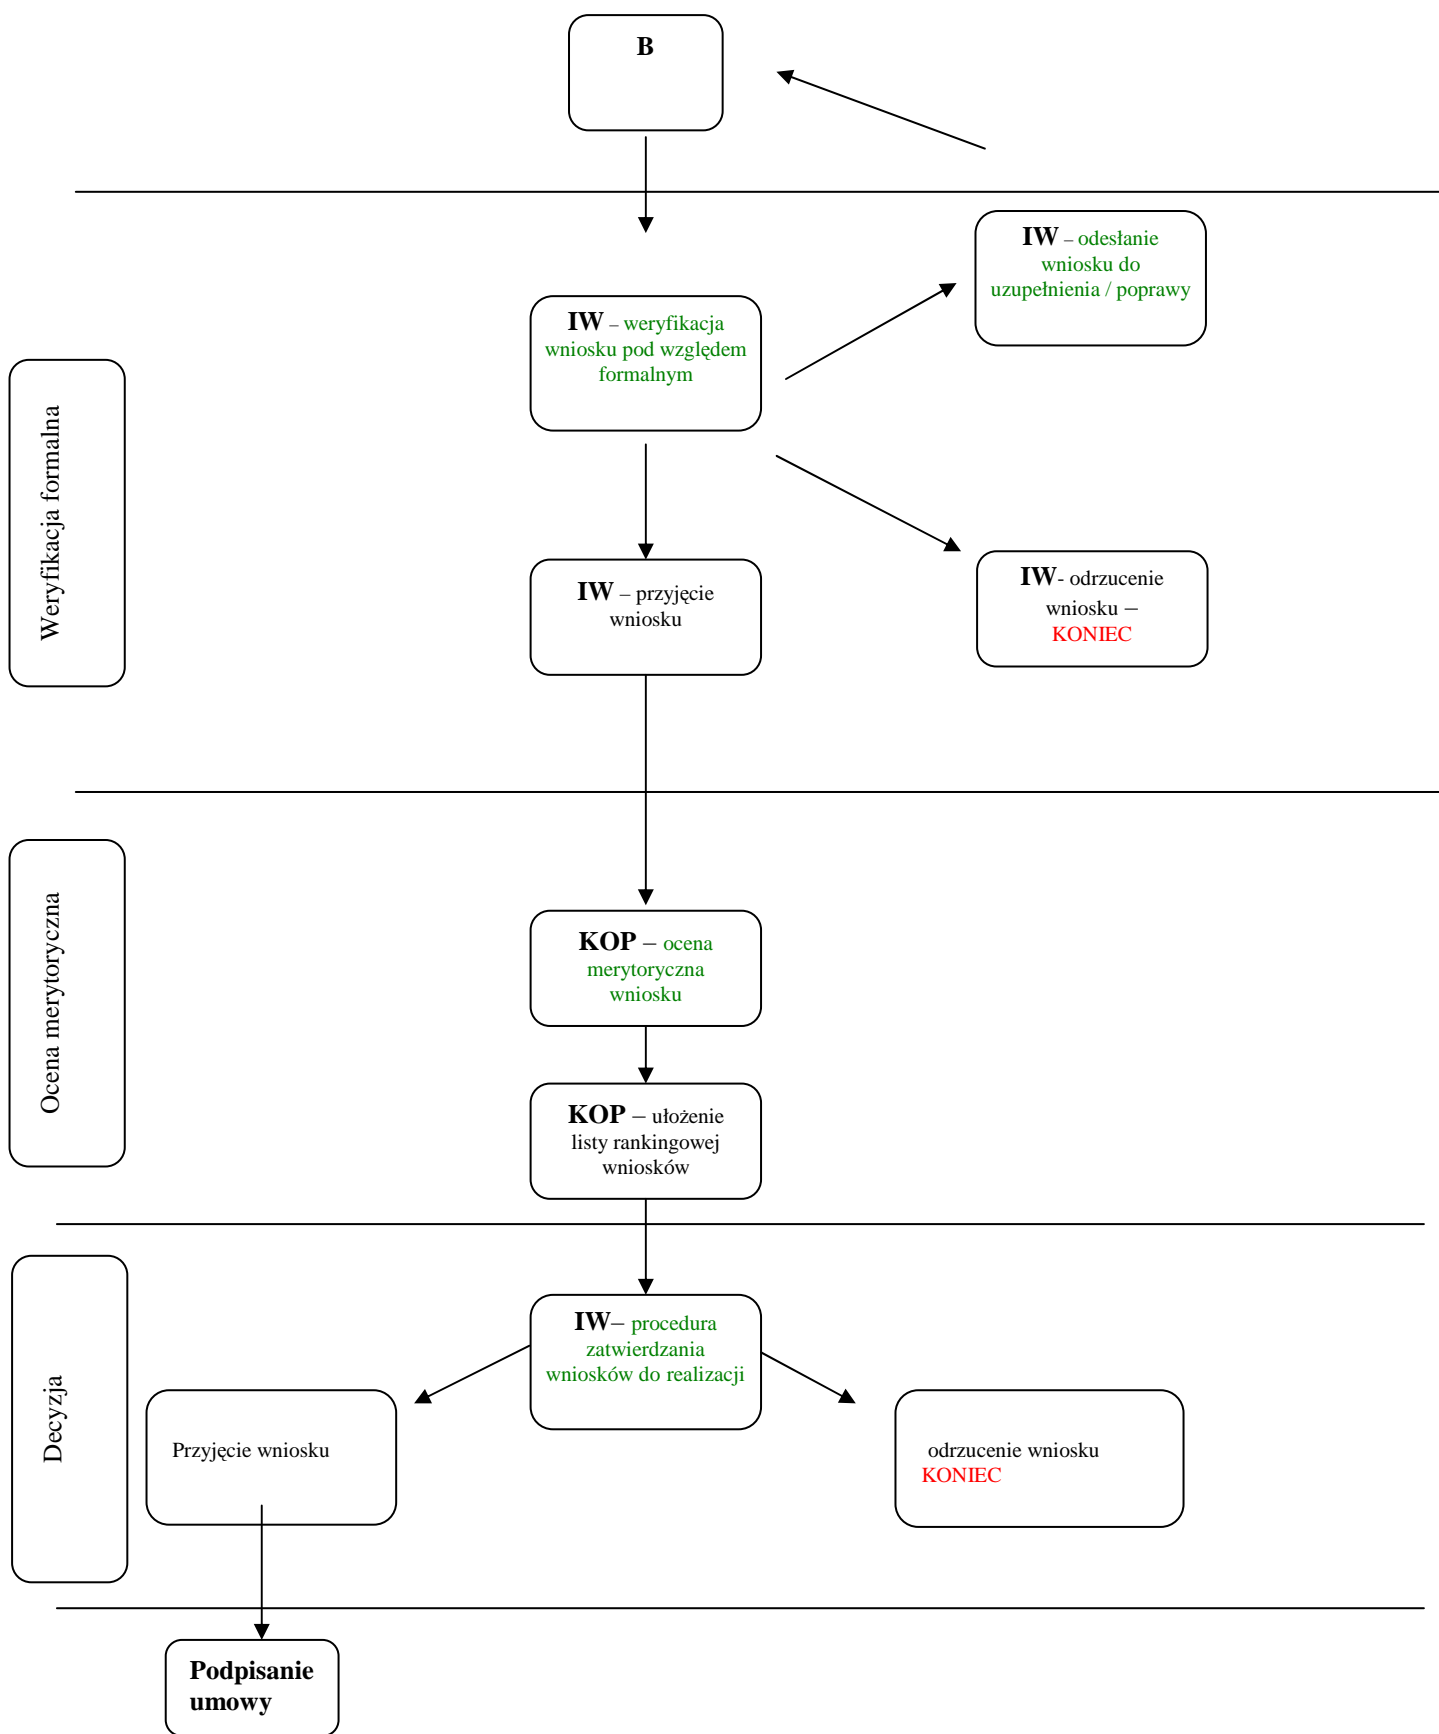 B
IW – odesłanie
wniosku do
uzupełnienia / poprawy
IW – weryfikacja
wniosku pod względem
formalnym
Weryfikacja formalna
IW – przyjęcie
wniosku
IW- odrzucenie
wniosku –
KONIEC
Ocena merytoryczna
KOP – ocena
merytoryczna
wniosku
KOP – ułożenie
listy rankingowej
wniosków
Decyzja
IW– procedura
zatwierdzania
wniosków do realizacji
Przyjęcie wniosku
odrzucenie wniosku
KONIEC
Podpisanie
umowy